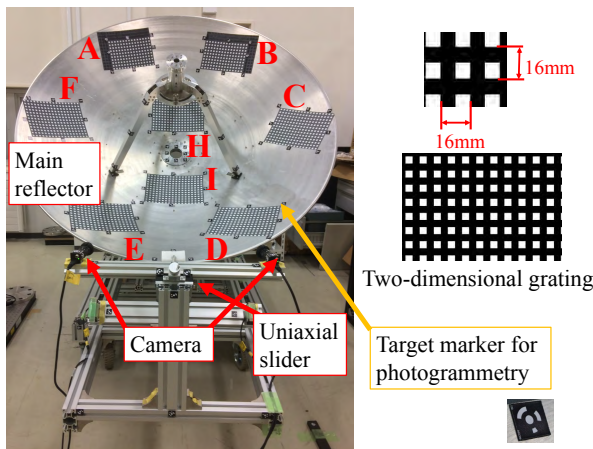 A
B
F
C
H
I
E
D
Main
reflector
Camera
Uniaxial
slider
16mm
16mm
Two-dimensional grating
Target marker for
photogrammetry